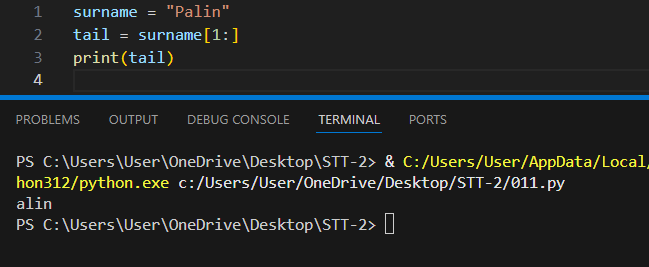 1 surname = "Palin"
2 tail = surname[1:]
3 print(tail)
4
PROBLEMS OUTPUT DEBUG CONSOLE TERMINAL PORTS
PS C:\Users\User\OneDrive\Desktop\STT-2> & C:/Users/User/AppData/Local/
hon312/python.exe c:/Users/User/OneDrive/Desktop/STT-2/011.py
alin
PS C:\Users\User\OneDrive\Desktop\STT-2>